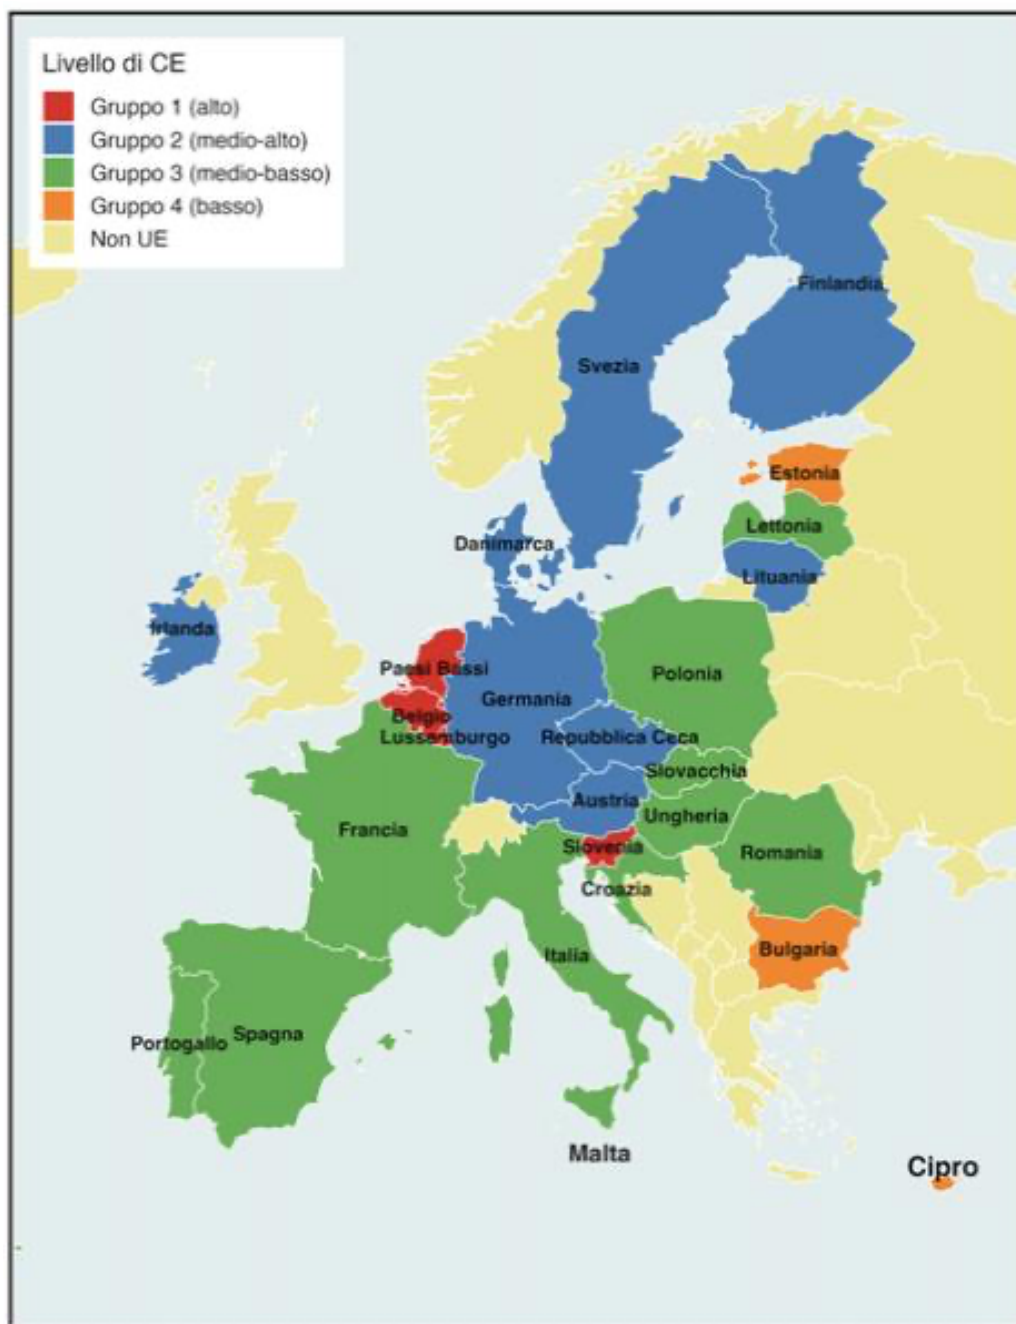 Livello di CE
Gruppo 1 (alto)
Gruppo 2 (medio-alto)
Gruppo 3 (medio-basso)
Gruppo 4 (basso)
Non UE
Finlandia
Svezia
Estonia
Lettonia
Danimarca
Lituania
Irlanda
Paesi Bassi
Polonia
Germania
Belgio
Lussemburgo
Repubblica Ceca
Slovacchia
Austria
Ungheria
Francia
Slovenia
Romania
Croazia
Italia
Bulgaria
Spagna
Portogallo
Malta
Cipro